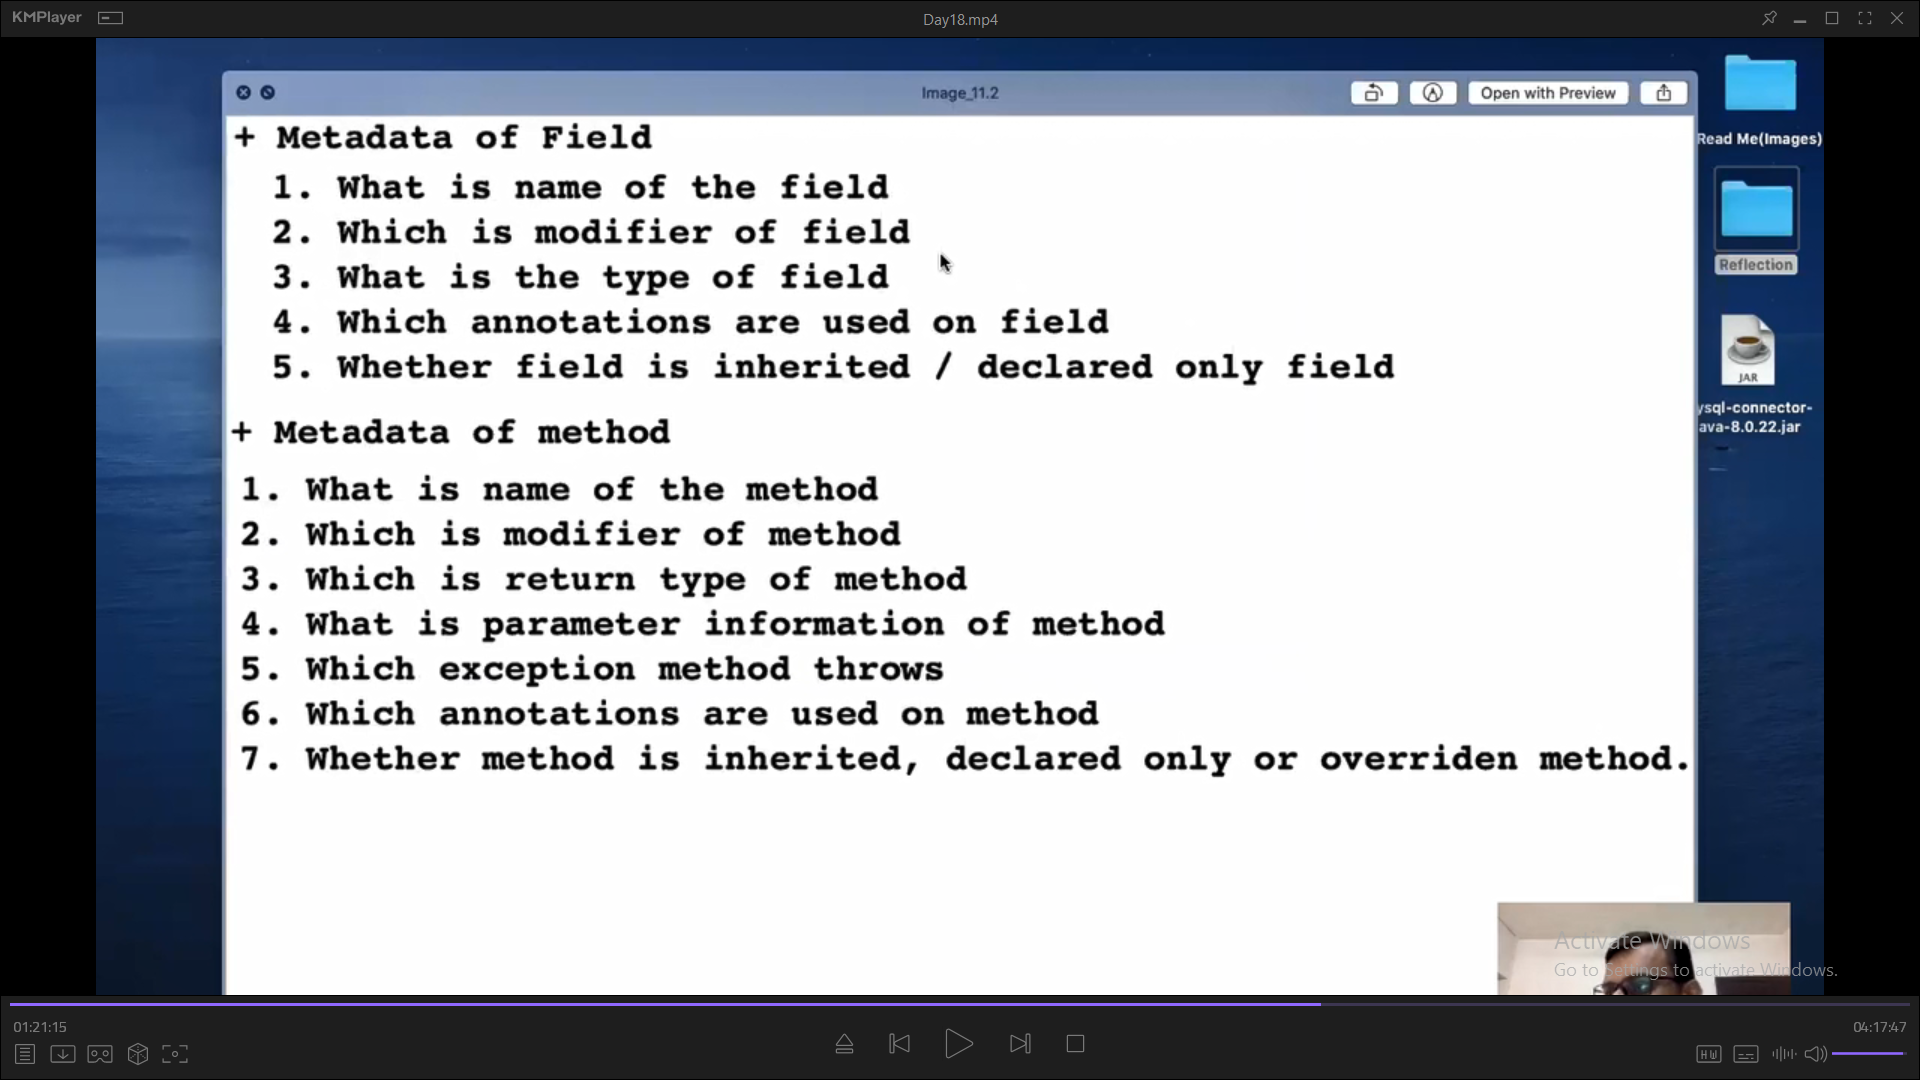 KMPlayer
Day18.mp4
Image_11.2
Open with Preview
+ Metadata of Field
1. What is name of the field
2. Which is modifier of field
3. What is the type of field
4. Which annotations are used on field
5. Whether field is inherited / declared only field
+ Metadata of method
1. What is name of the method
2. Which is modifier of method
3. Which is return type of method
4. What is parameter information of method
5. Which exception method throws
6. Which annotations are used on method
7. Whether method is inherited, declared only or overriden method.
Read Me(Images)
Reflection
JAR
ysql-connector-
ava-8.0.22.jar
Activate Windows
Go to Settings to activate Windows.
01:21:15
04:17:47
HW